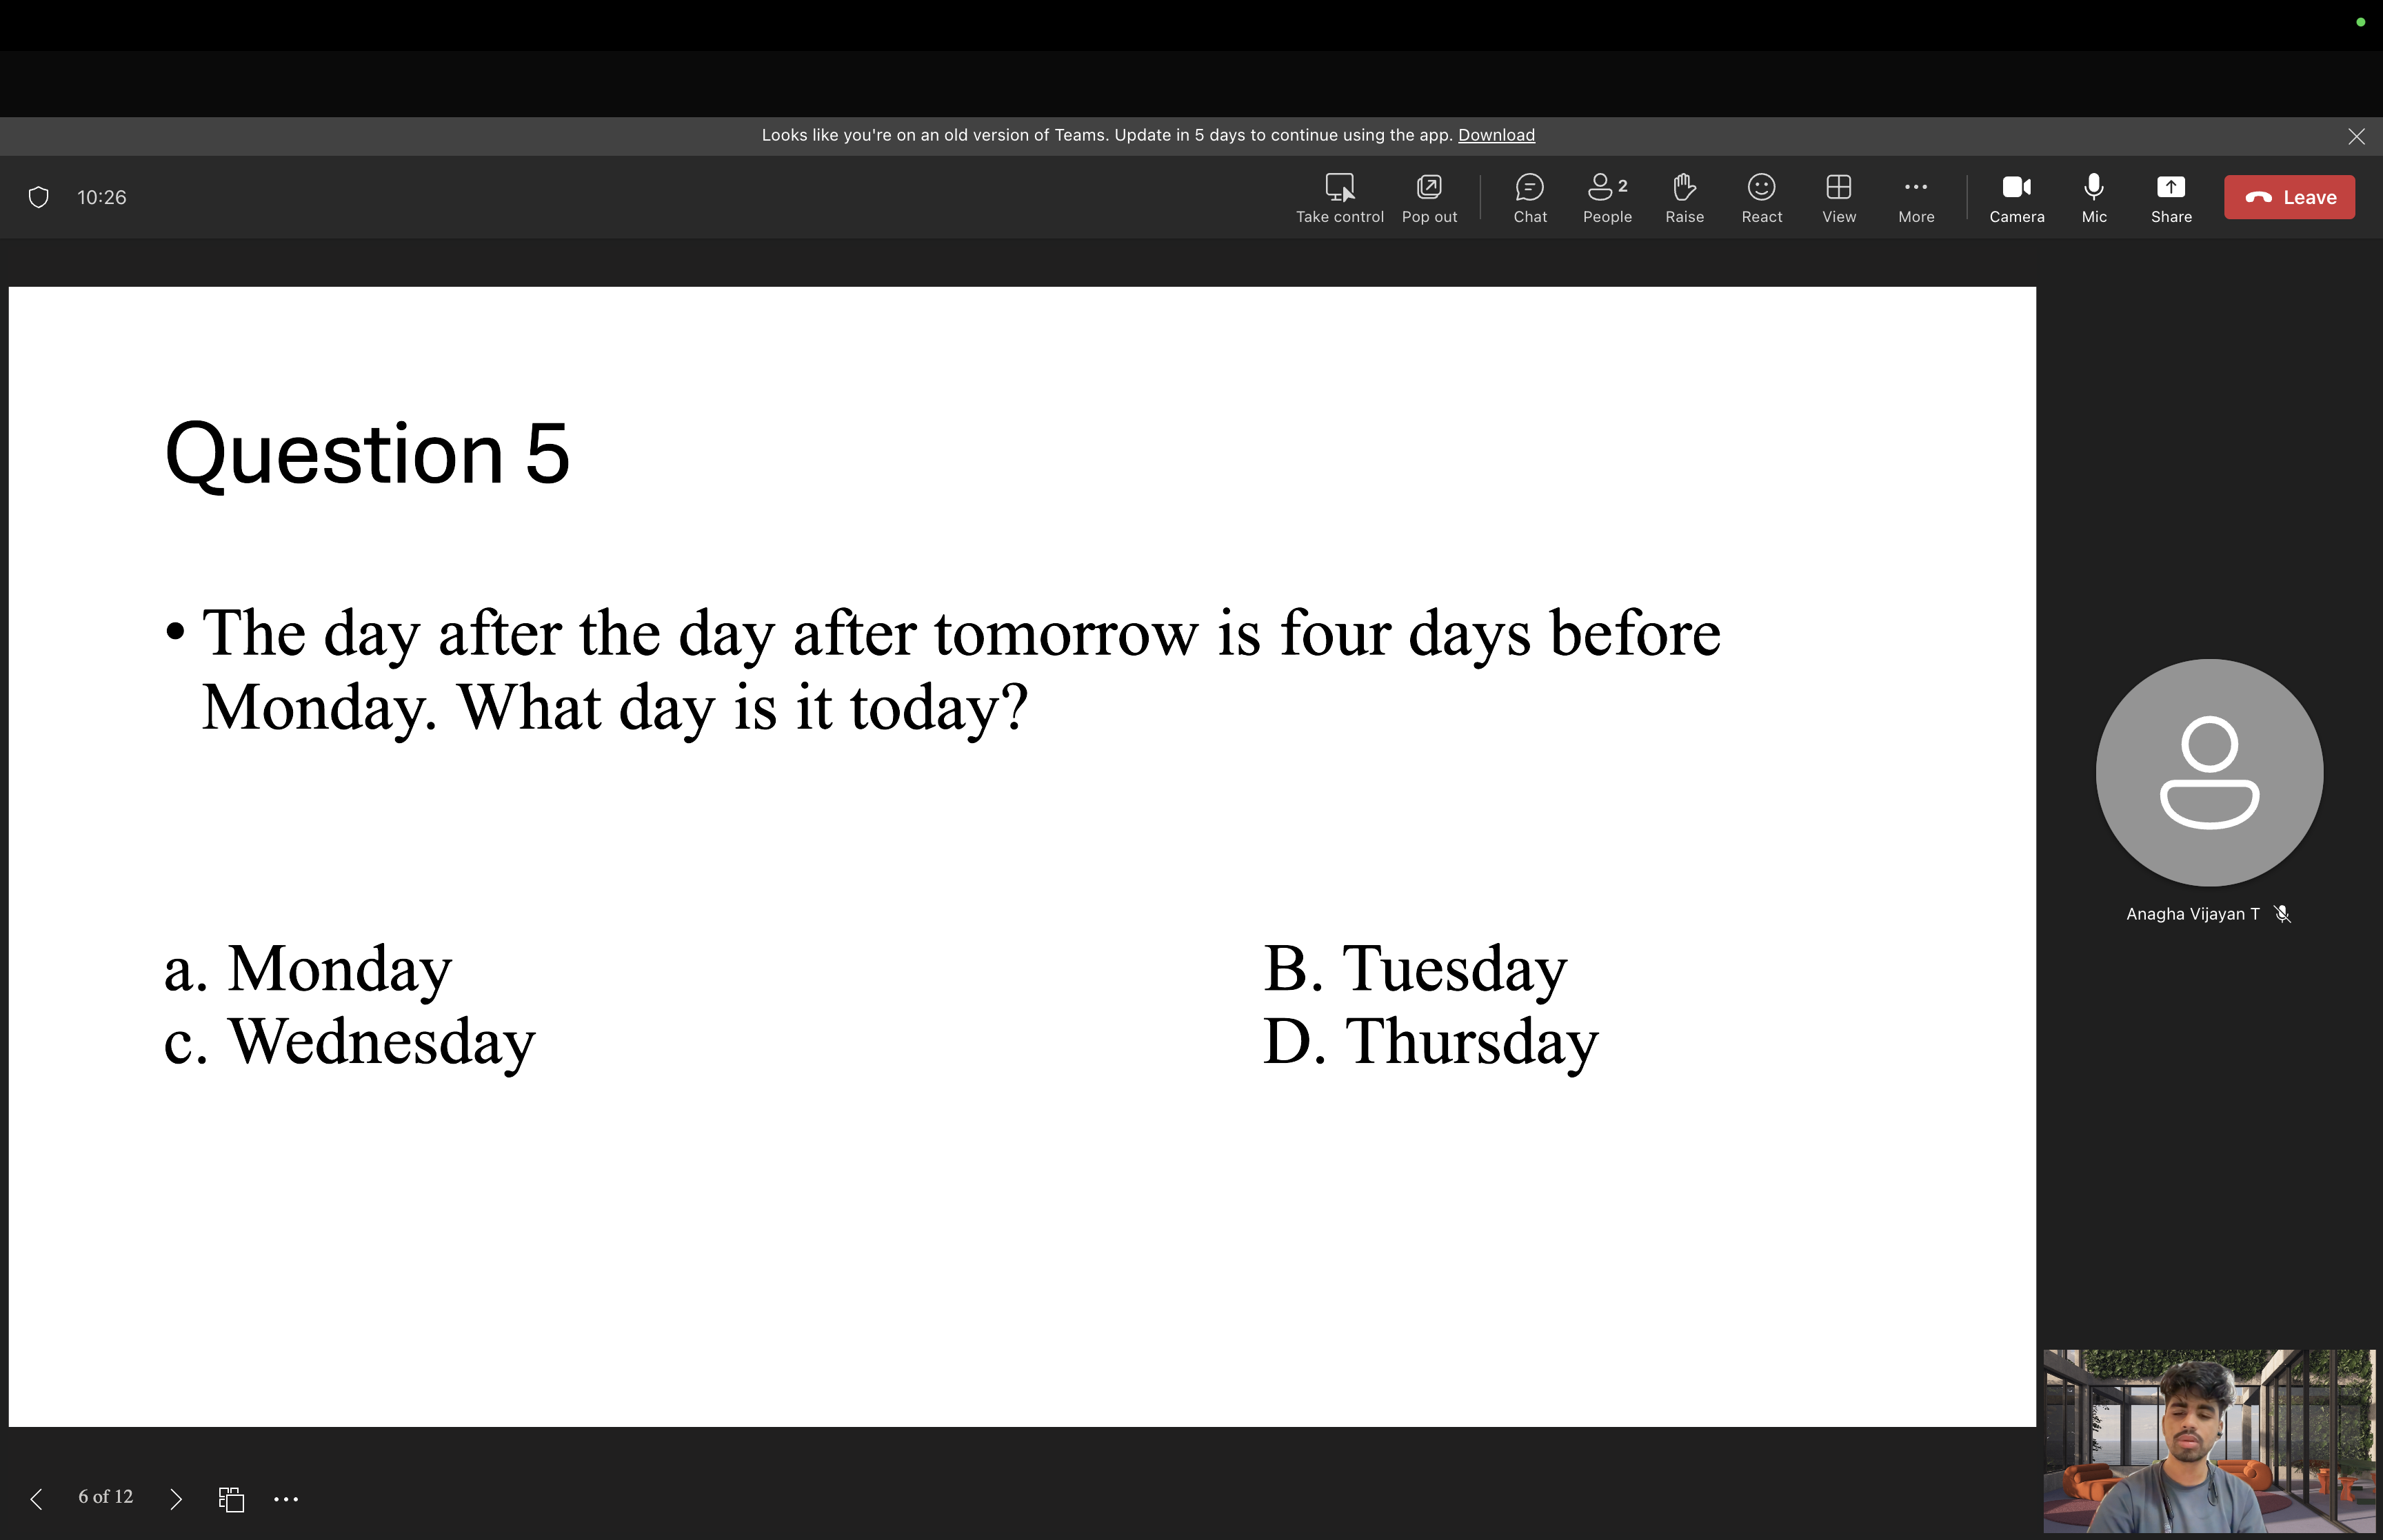 Looks like you're on an old version of Teams. Update in 5 days to continue using the app. Download
10:26
Take control
Pop out
Chat
People
2
Raise
React
View
More
Camera
Mic
Share
Leave
Question 5
• The day after the day after tomorrow is four days before
Monday. What day is it today?
a. Monday B. Tuesday
c. Wednesday D. Thursday
Anagha Vijayan T
6 of 12